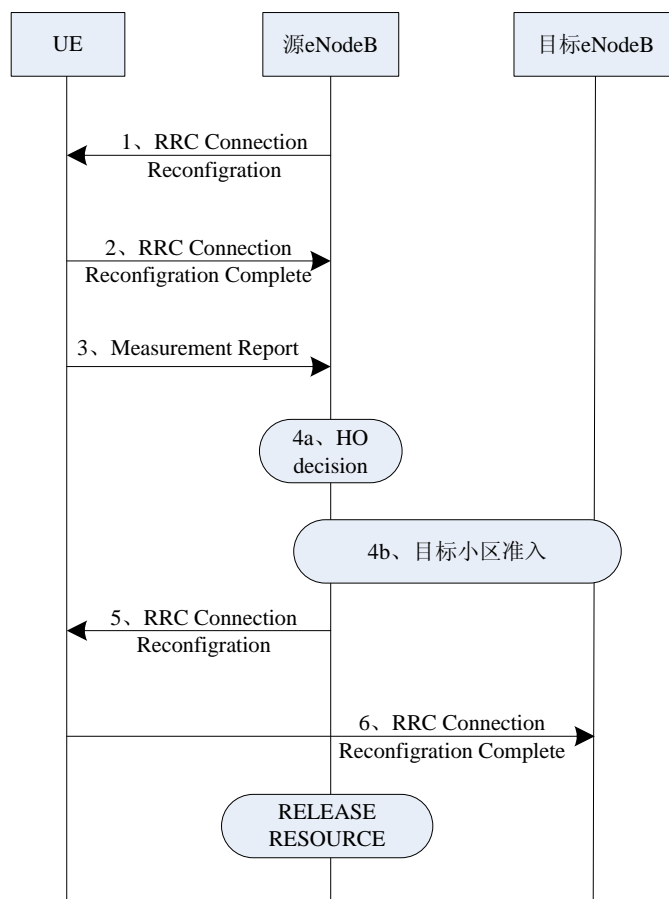 UE
源eNodeB
目标eNodeB
1、RRC Connection
Reconfigration
2、RRC Connection
Reconfigration Complete
3、Measurement Report
4a、HO
decision
4b、目标小区准入
5、RRC Connection
Reconfigration
6、RRC Connection
Reconfigration Complete
RELEASE
RESOURCE